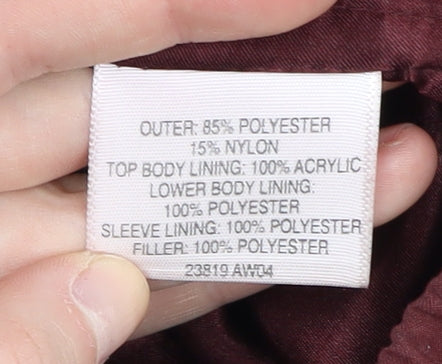 OUTER: 85% POLYESTER
15% NYLON
TOP BODY LINING: 100% ACRYLIC
LOWER BODY LINING:
100% POLYESTER
SLEEVE LINING: 100% POLYESTER
FILLER: 100% POLYESTER
23819 AW04